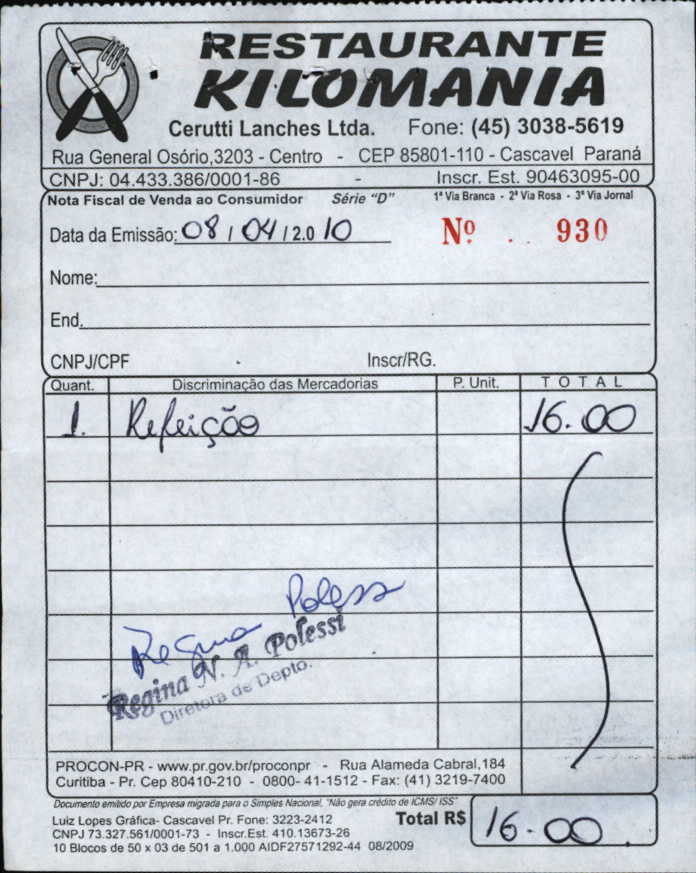 RESTAURANTE
KILOMANIA
Cerutti Lanches Ltda. Fone: (45) 3038-5619
Rua General Osório,3203 - Centro - CEP 85801-110 - Cascavel Paraná
CNPJ: 04.433.386/0001-86 - Inscr. Est. 90463095-00
Nota Fiscal de Venda ao Consumidor Série "D" 1ª Via Branca - 2ª Via Rosa - 3ª Via Jornal
Data da Emissão: 08 / 04 / 2.0 10 Nº 930
Nome:
End.
CNPJ/CPF Inscr/RG.
Quant. Discriminação das Mercadorias P. Unit. TOTAL
1. Refeição 16.00
Regina Polessi
Regina N. A. Polessi
Diretora de Depto.
PROCON-PR - www.pr.gov.br/proconpr - Rua Alameda Cabral,184
Curitiba - Pr. Cep 80410-210 - 0800- 41-1512 - Fax: (41) 3219-7400
Documento emitido por Empresa migrada para o Simples Nacional, "Não gera crédito de ICMS/ ISS"
Luiz Lopes Gráfica- Cascavel Pr. Fone: 3223-2412
CNPJ 73.327.561/0001-73 - Inscr.Est. 410.13673-26
10 Blocos de 50 x 03 de 501 a 1.000 AIDF27571292-44 08/2009
Total R$ 16.00